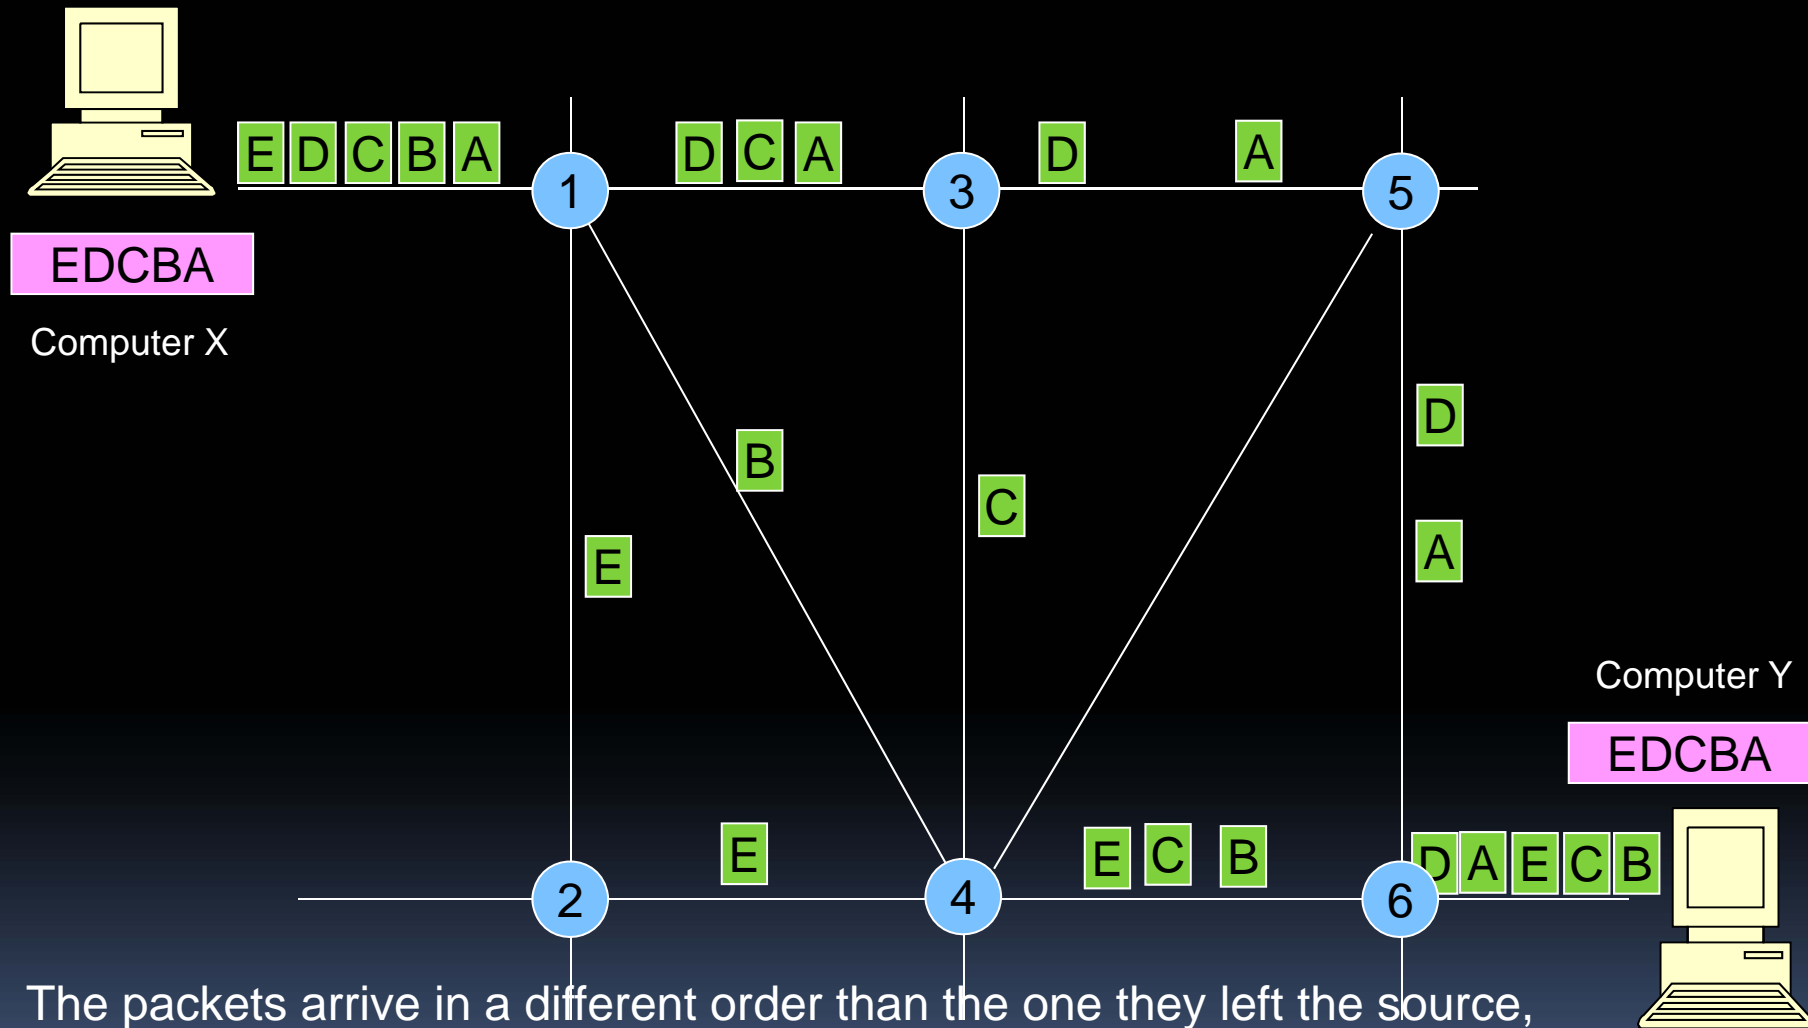 E D C B A
D C A
D
A
1
3
5
EDCBA
Computer X
D
B
C
A
E
Computer Y
EDCBA
E
E C B
D A E C B
2
4
6
The packets arrive in a different order than the one they left the source,